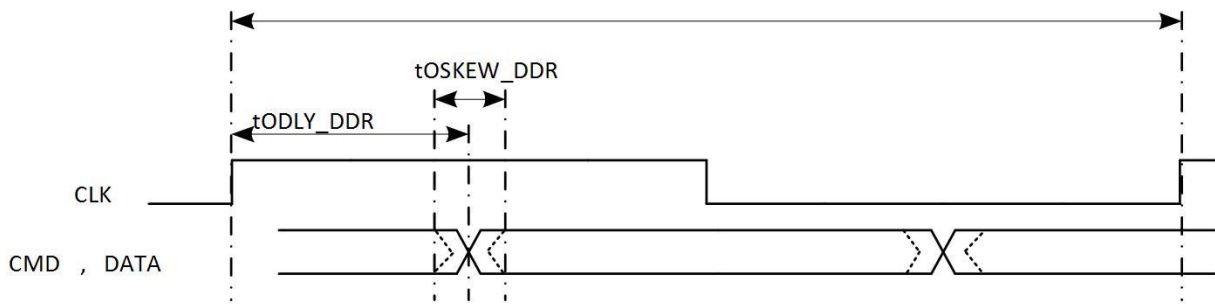 tOSKEW_DDR
tODLY_DDR
CLK
CMD , DATA